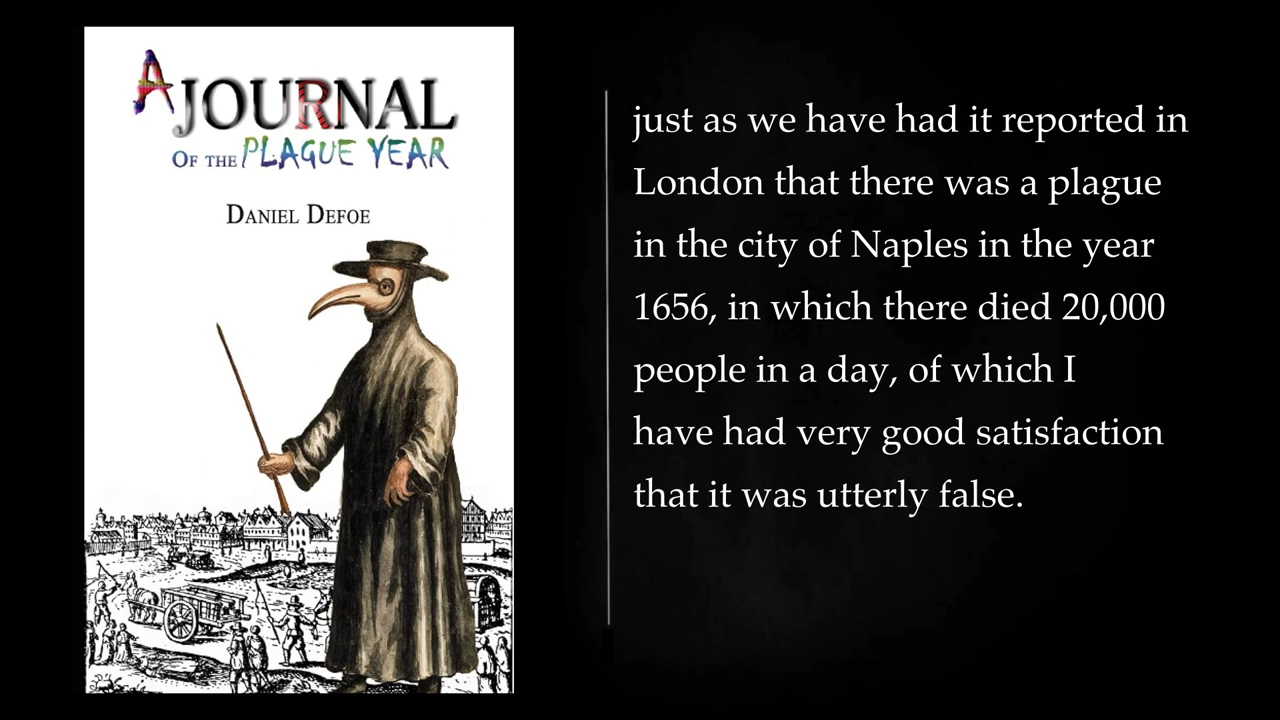 A JOURNAL
OF THE PLAGUE YEAR
DANIEL DEFOE
just as we have had it reported in
London that there was a plague
in the city of Naples in the year
1656, in which there died 20,000
people in a day, of which I
have had very good satisfaction
that it was utterly false.